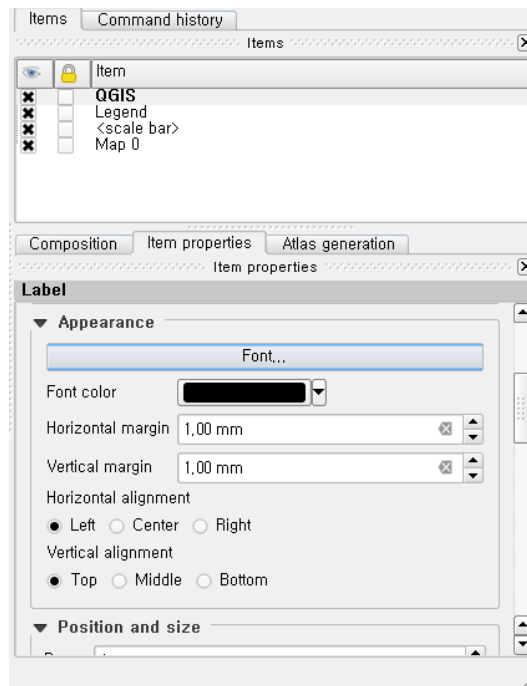 Items Command history
Items
Item
QGIS
Legend
<scale bar>
Map 0
Composition Item properties Atlas generation
Item properties
Label
Appearance
Font...
Font color
Horizontal margin 1,00 mm
Vertical margin 1,00 mm
Horizontal alignment
Left Center Right
Vertical alignment
Top Middle Bottom
Position and size